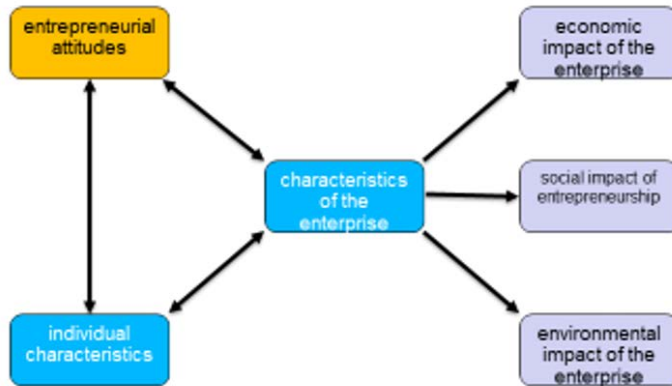 entrepreneurial
attitudes
economic
impact of the
enterprise
characteristics
of the
enterprise
social impact of
entrepreneurship
individual
characteristics
environmental
impact of the
enterprise